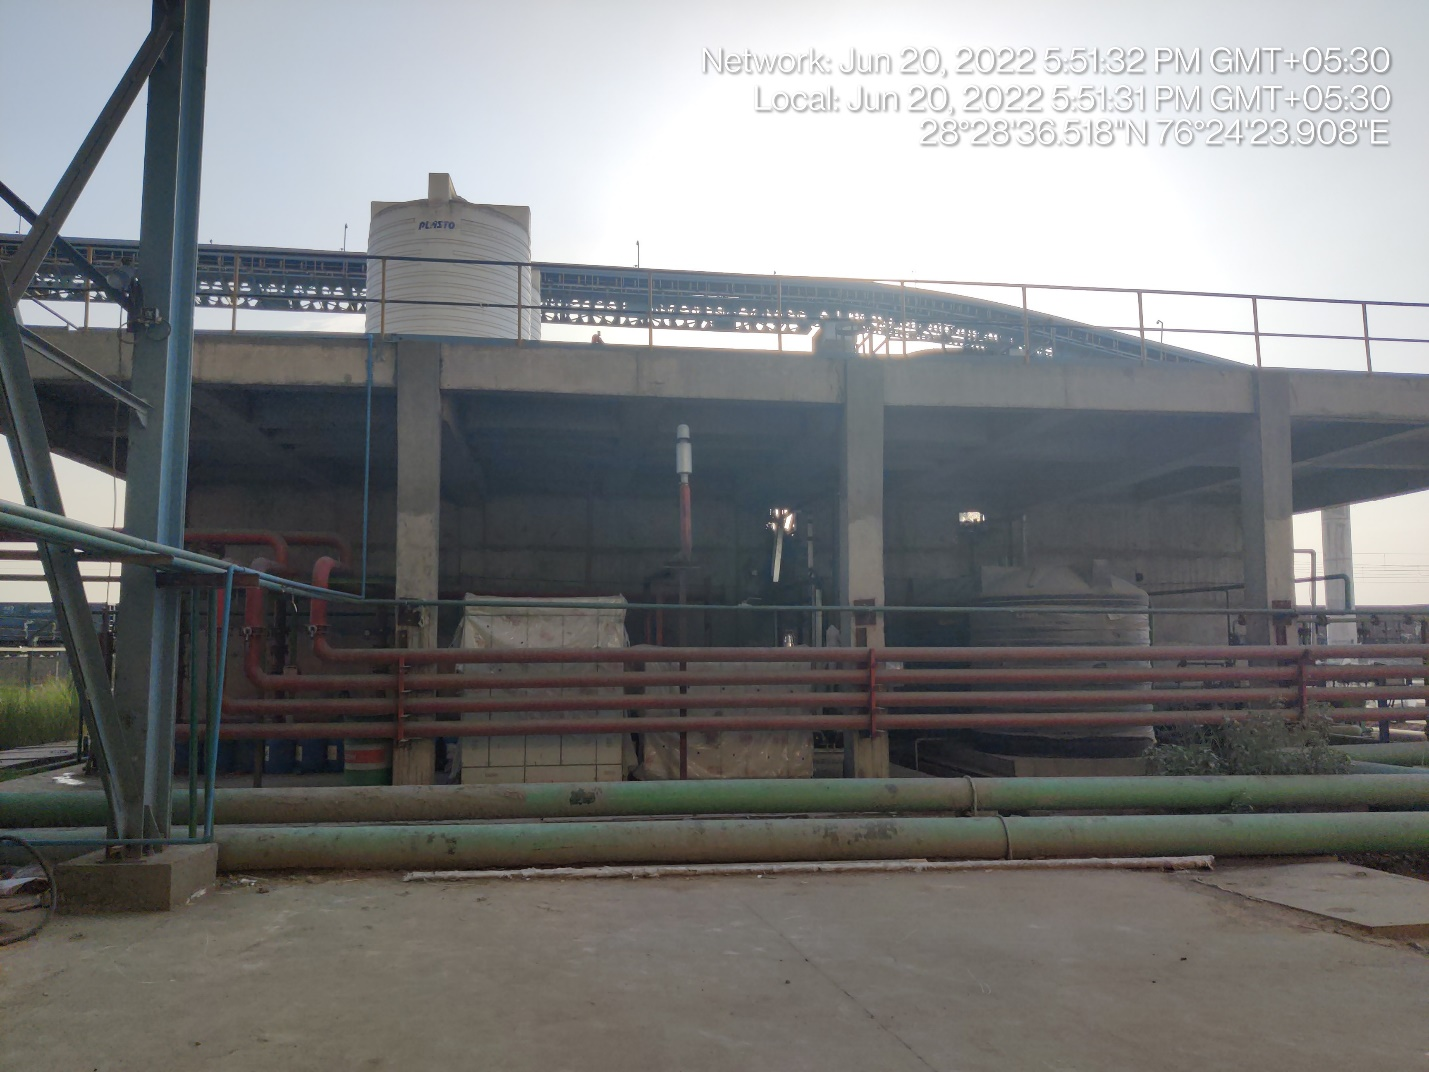 Network: Jun 20, 2022 5:51:32 PM GMT+05:30
Local: Jun 20, 2022 5:51:31 PM GMT+05:30
28°28'36.518"N 76°24'23.908"E
PLASTO